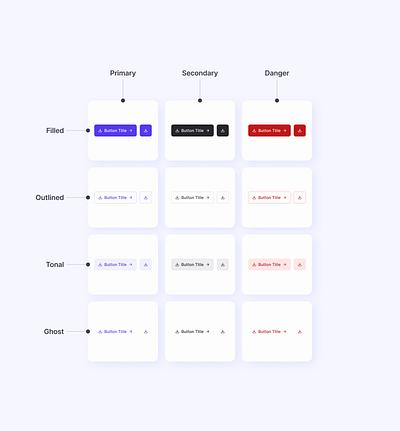 Primary Secondary Danger
Filled Button Title Button Title Button Title
Outlined Button Title Button Title Button Title
Tonal Button Title Button Title Button Title
Ghost Button Title Button Title Button Title